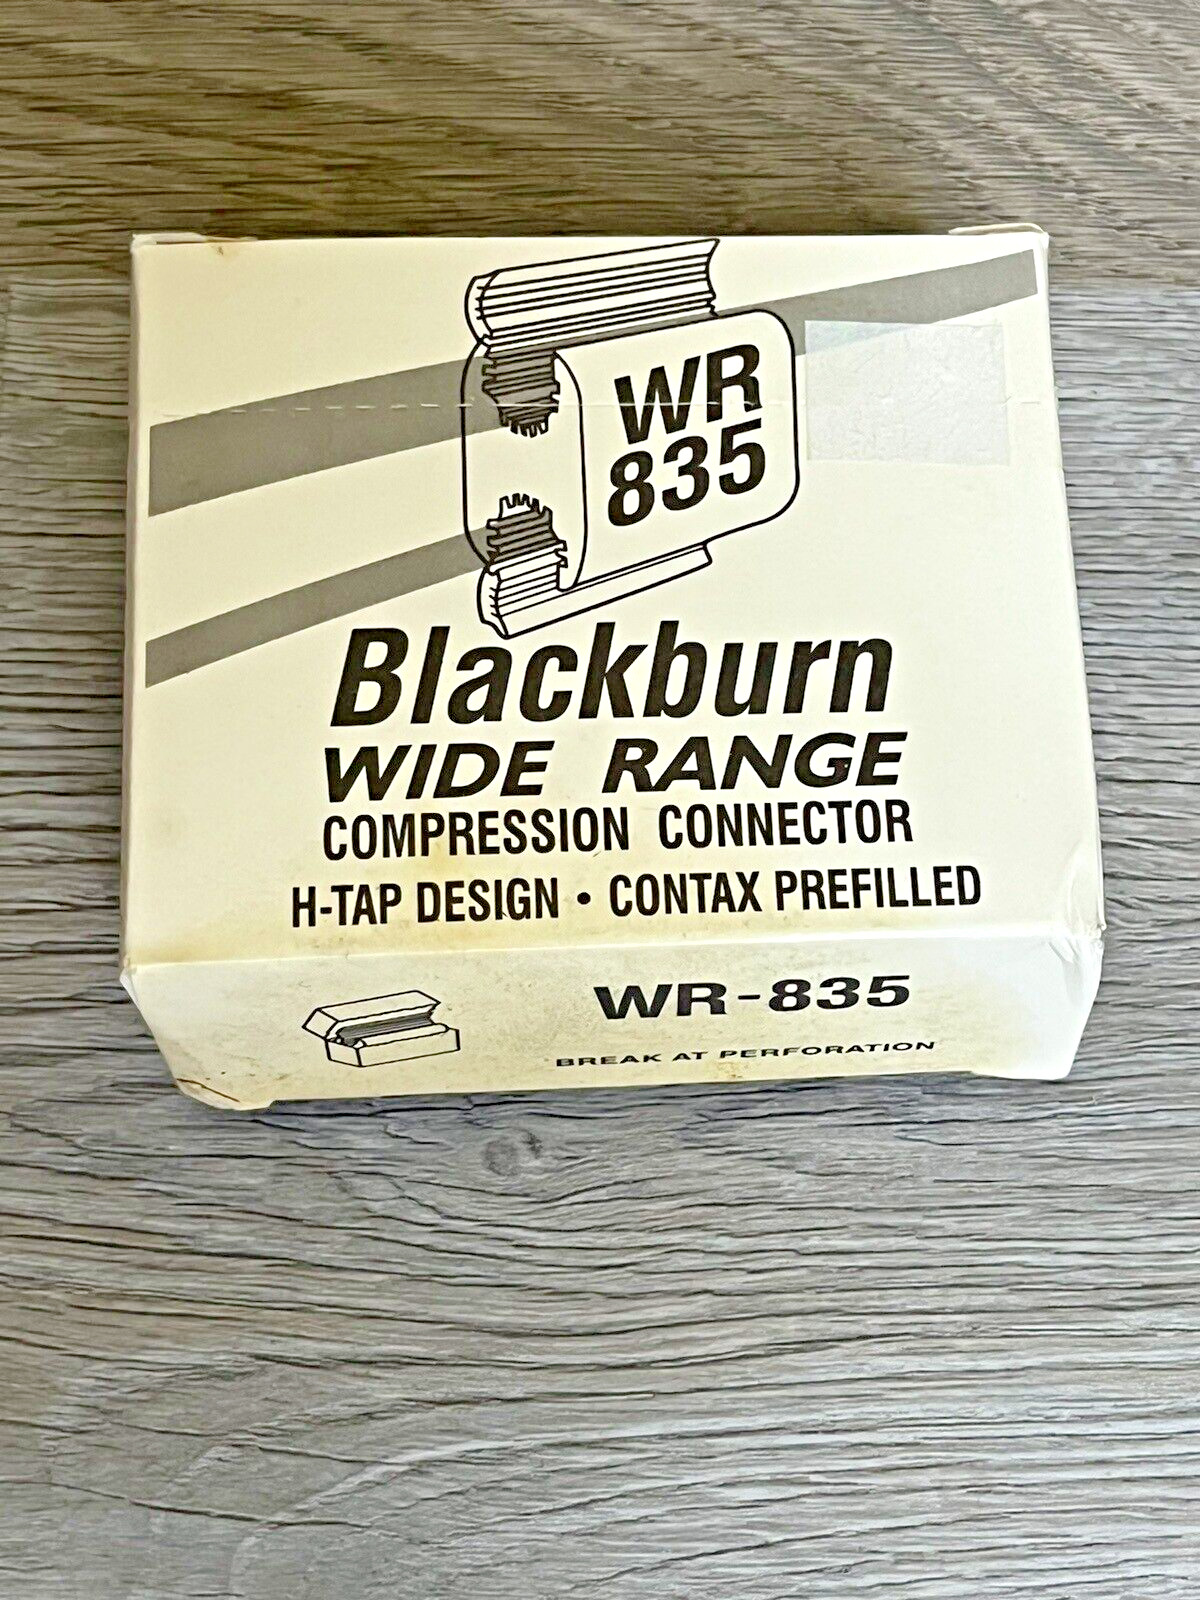 WR
835
Blackburn
WIDE RANGE
COMPRESSION CONNECTOR
H-TAP DESIGN • CONTAX PREFILLED
WR-835
BREAK AT PERFORATION